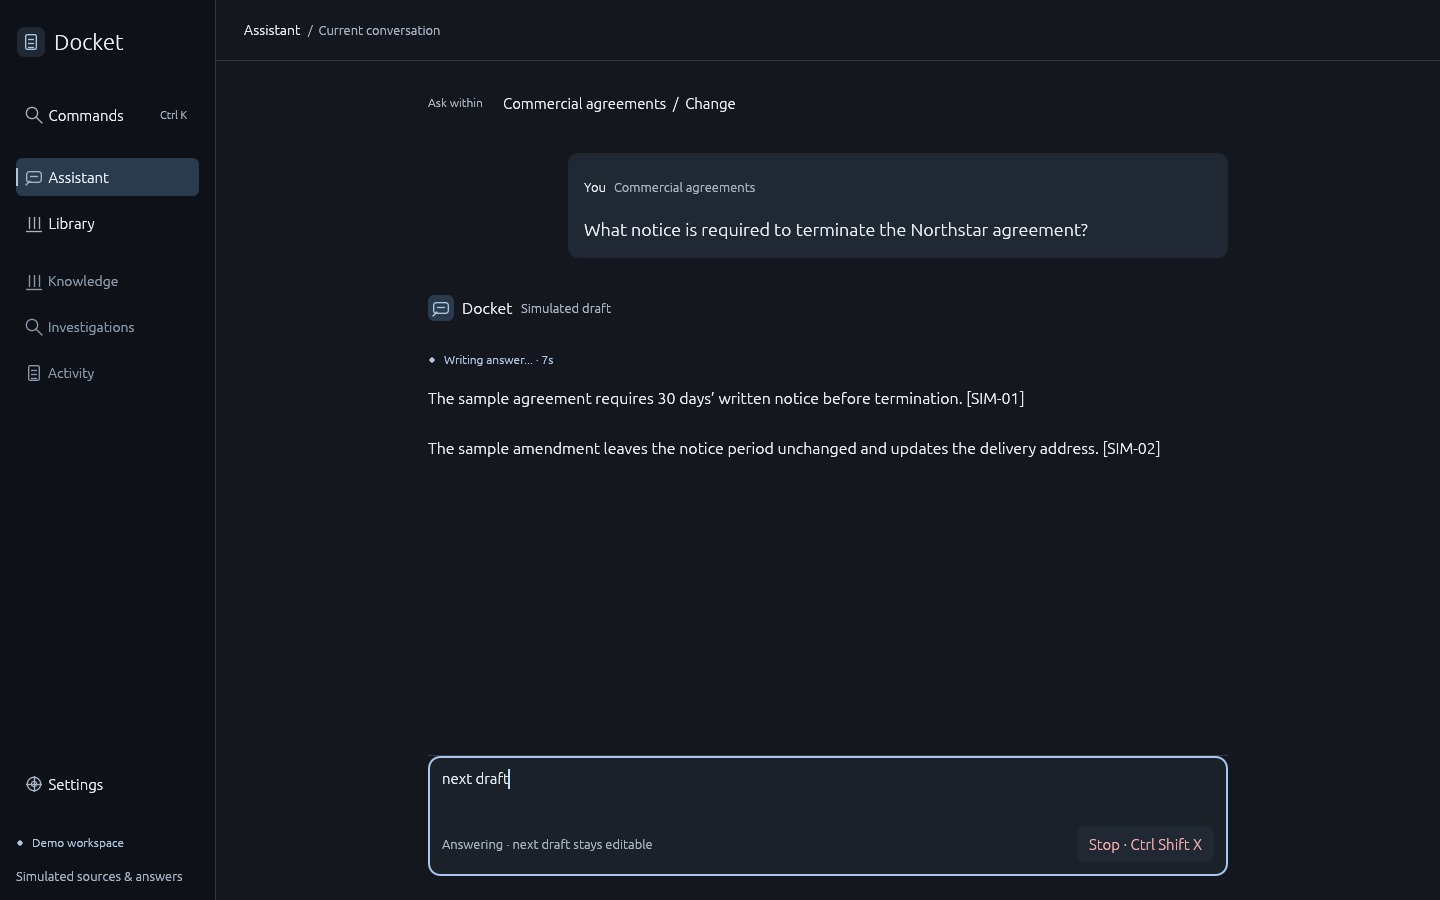 Docket
Commands Ctrl K
Assistant
Library
Knowledge
Investigations
Activity
Settings
Demo workspace
Simulated sources & answers
Assistant / Current conversation
Ask within Commercial agreements / Change
You Commercial agreements
What notice is required to terminate the Northstar agreement?
Docket Simulated draft
Writing answer... · 7s
The sample agreement requires 30 days’ written notice before termination. [SIM-01]
The sample amendment leaves the notice period unchanged and updates the delivery address. [SIM-02]
next draft
Answering · next draft stays editable
Stop · Ctrl Shift X